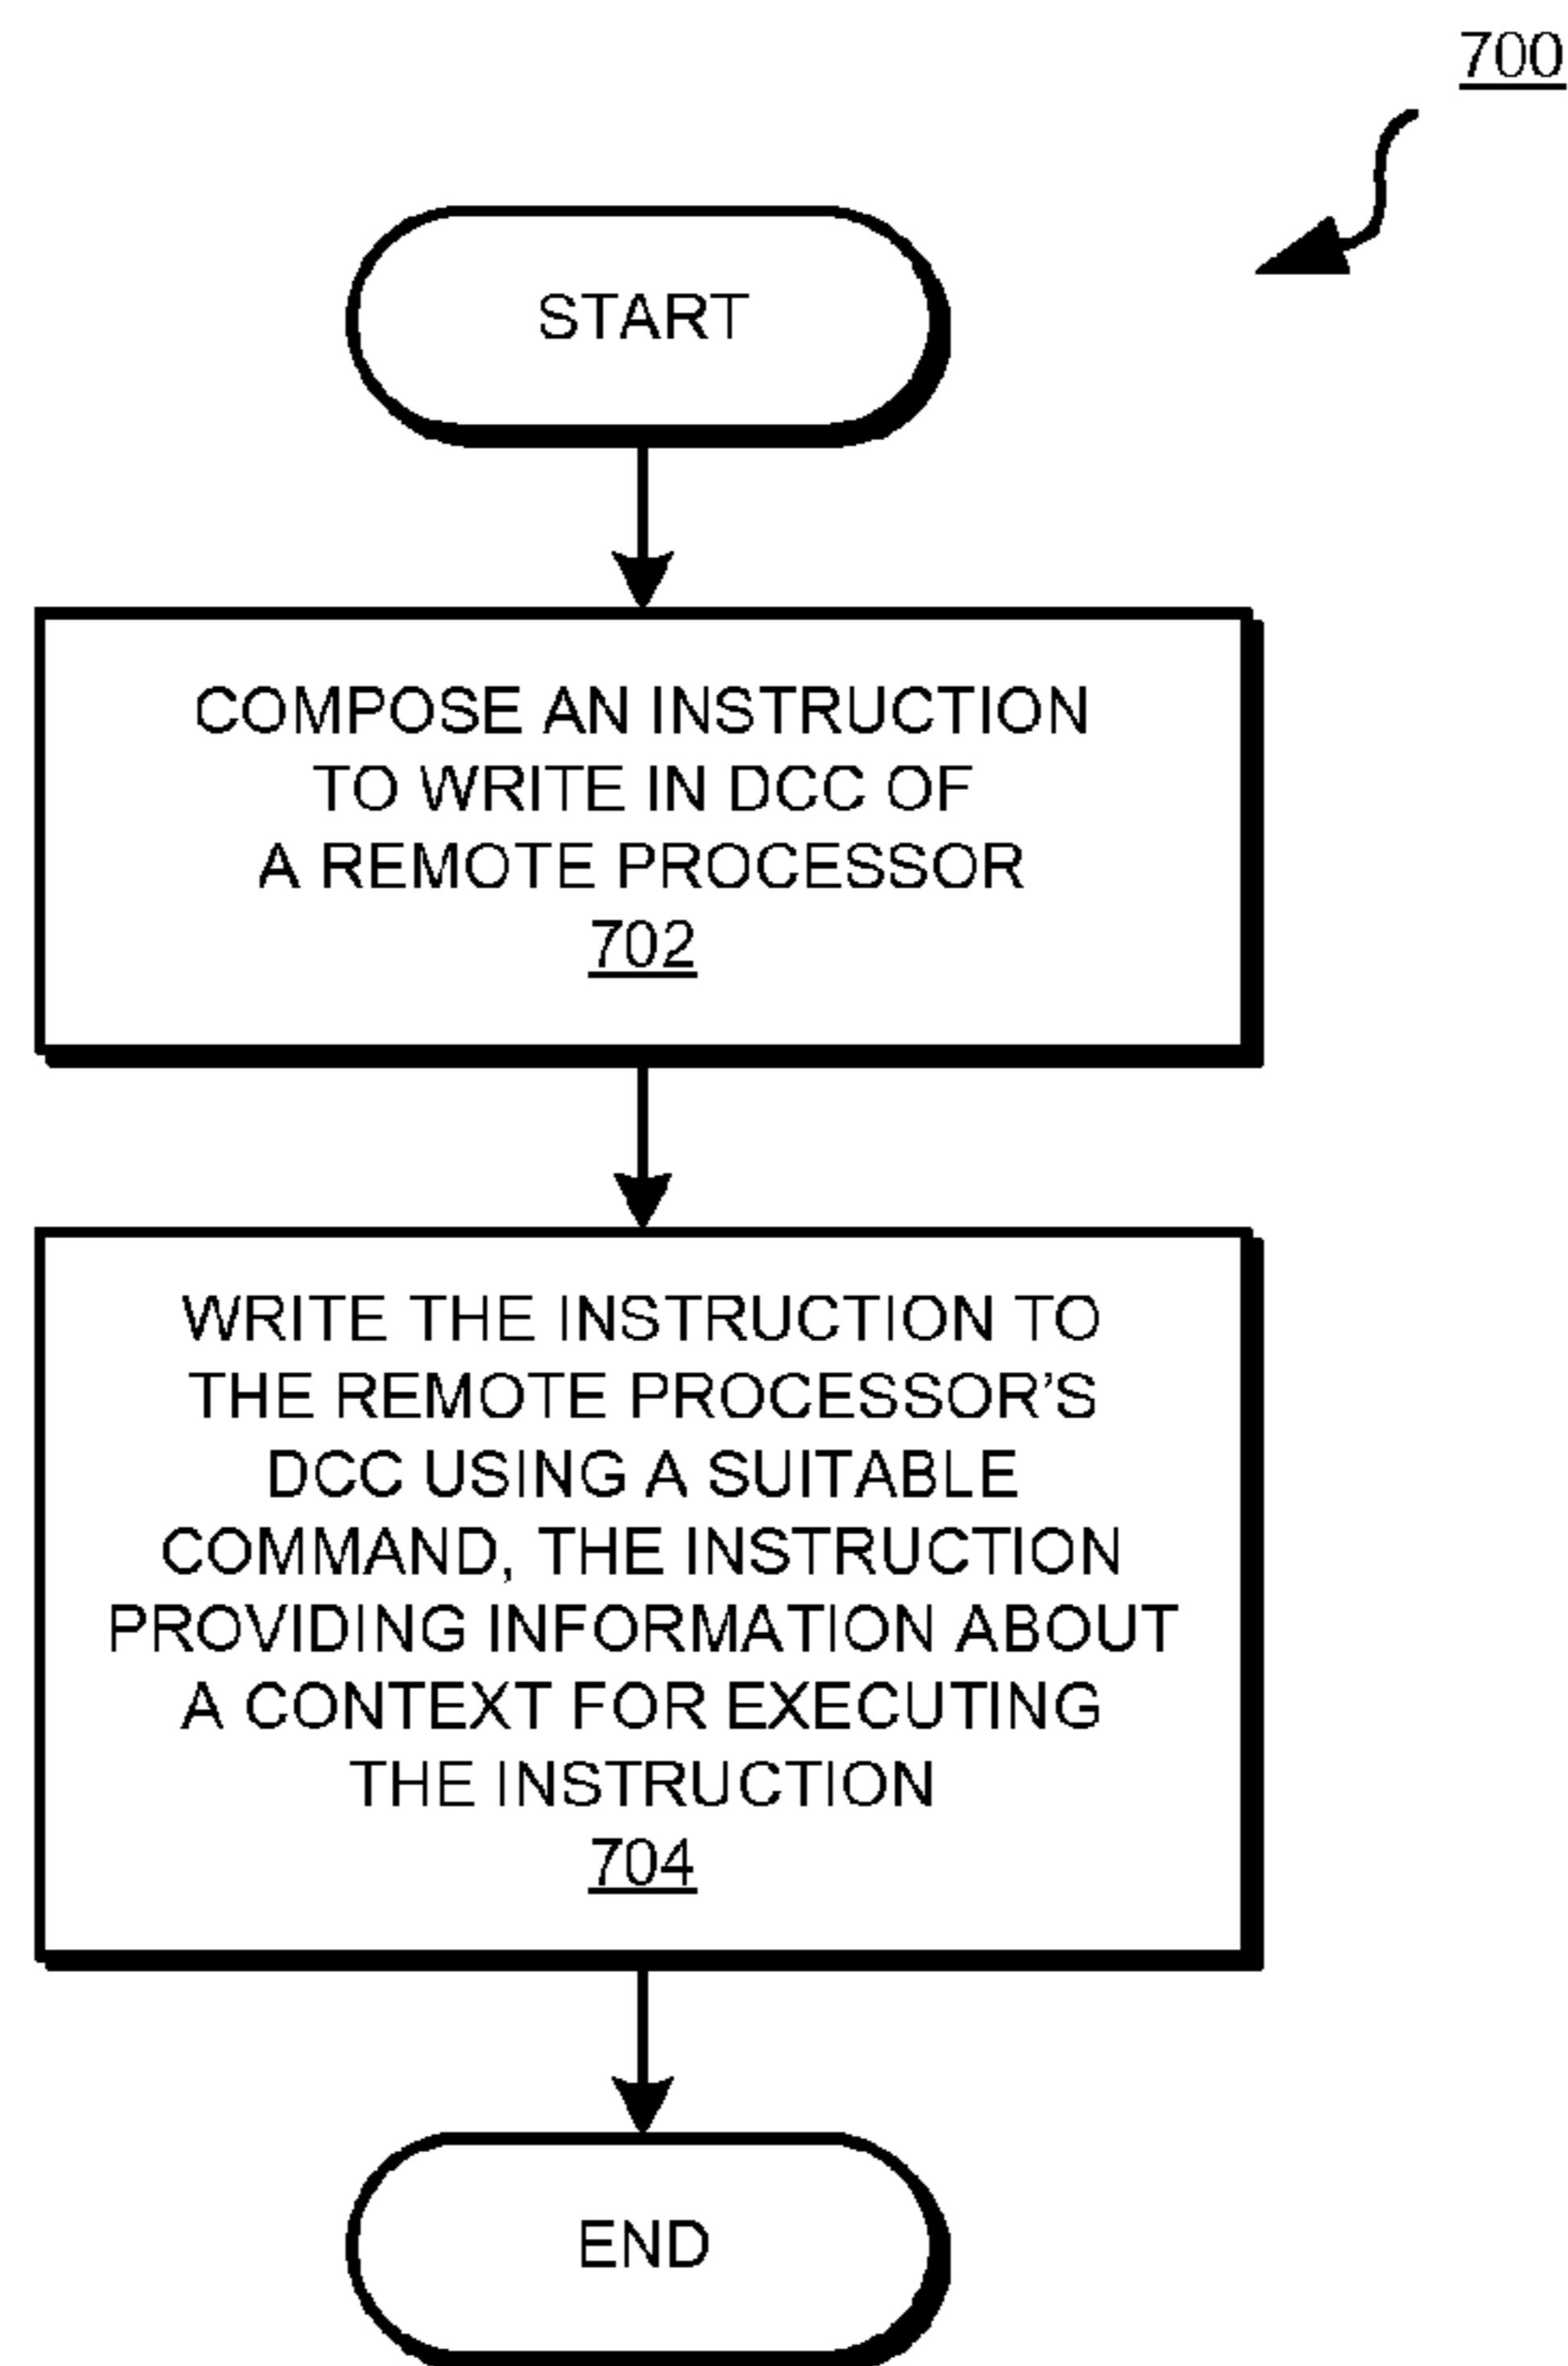 700
START
COMPOSE AN INSTRUCTION
TO WRITE IN DCC OF
A REMOTE PROCESSOR
702
WRITE THE INSTRUCTION TO
THE REMOTE PROCESSOR'S
DCC USING A SUITABLE
COMMAND, THE INSTRUCTION
PROVIDING INFORMATION ABOUT
A CONTEXT FOR EXECUTING
THE INSTRUCTION
704
END